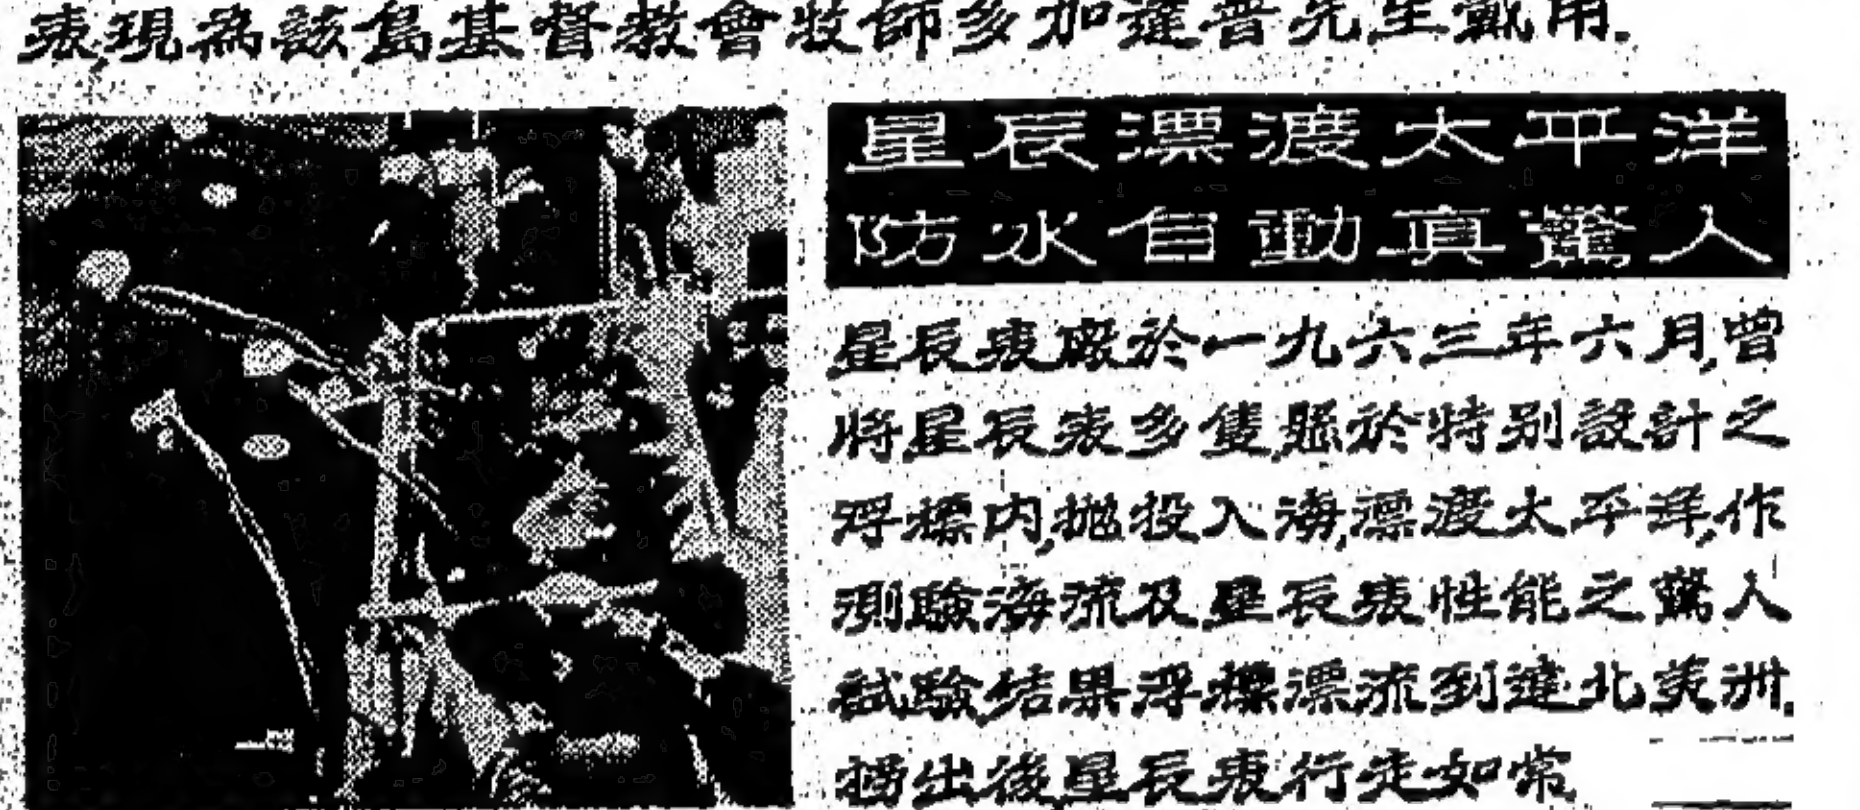 表現為該島基督教會牧師多加蓬普先生戴用.
星辰漂渡太平洋
防水自動真驚人
星辰表廠於一九六三年六月,曾
將星辰表多隻懸於特別設計之
浮標內,拋投入海,漂渡太平洋,作
測驗海流及星辰表性能之驚人
試驗結果浮標漂流到達北美洲.
撈出後星辰表行走如常